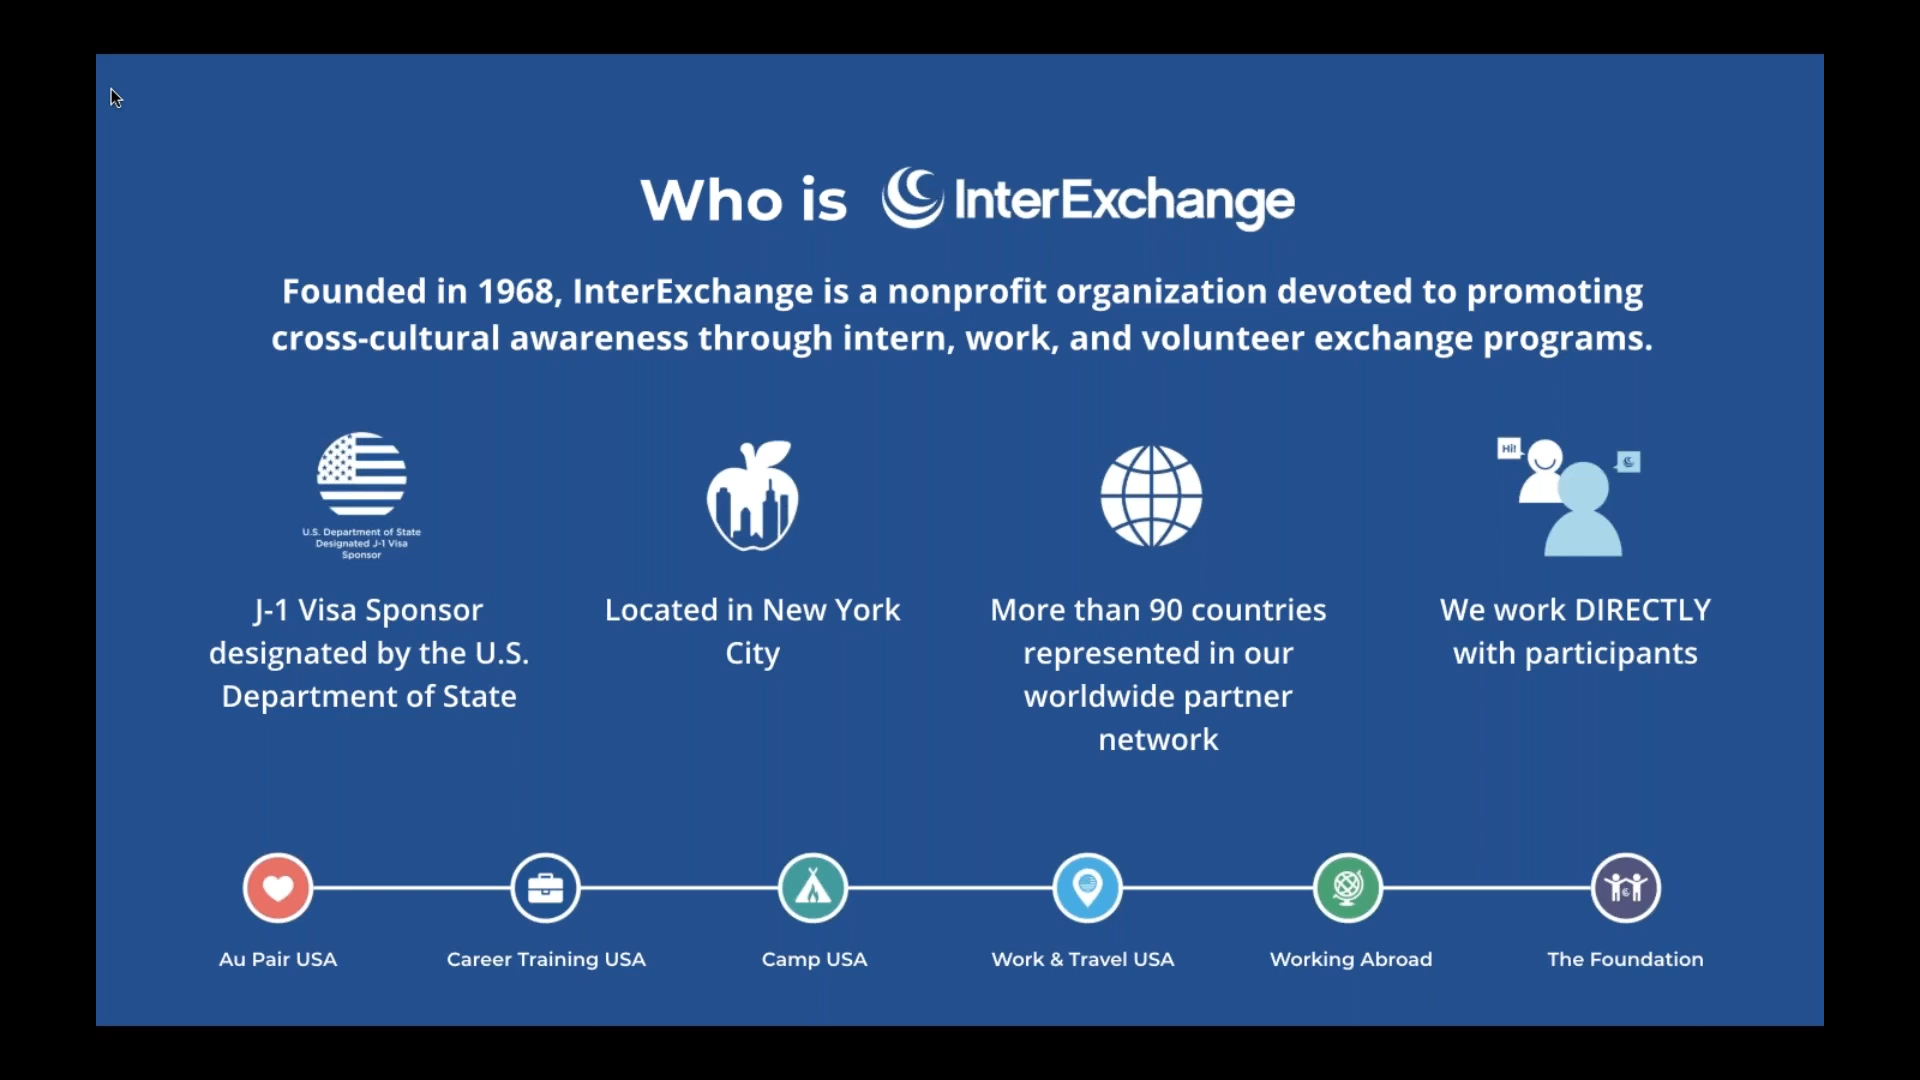 Who is InterExchange
Founded in 1968, InterExchange is a nonprofit organization devoted to promoting
cross-cultural awareness through intern, work, and volunteer exchange programs.
U.S. Department of State
Designated J-1 Visa
Sponsor
Hi!
J-1 Visa Sponsor
designated by the U.S.
Department of State
Located in New York
City
More than 90 countries
represented in our
worldwide partner
network
We work DIRECTLY
with participants
Au Pair USA
Career Training USA
Camp USA
Work & Travel USA
Working Abroad
The Foundation